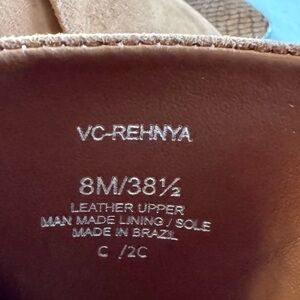 VC-REHNYA
8M/38½
LEATHER UPPER
MAN MADE LINING / SOLE
MADE IN BRAZIL
C /2C